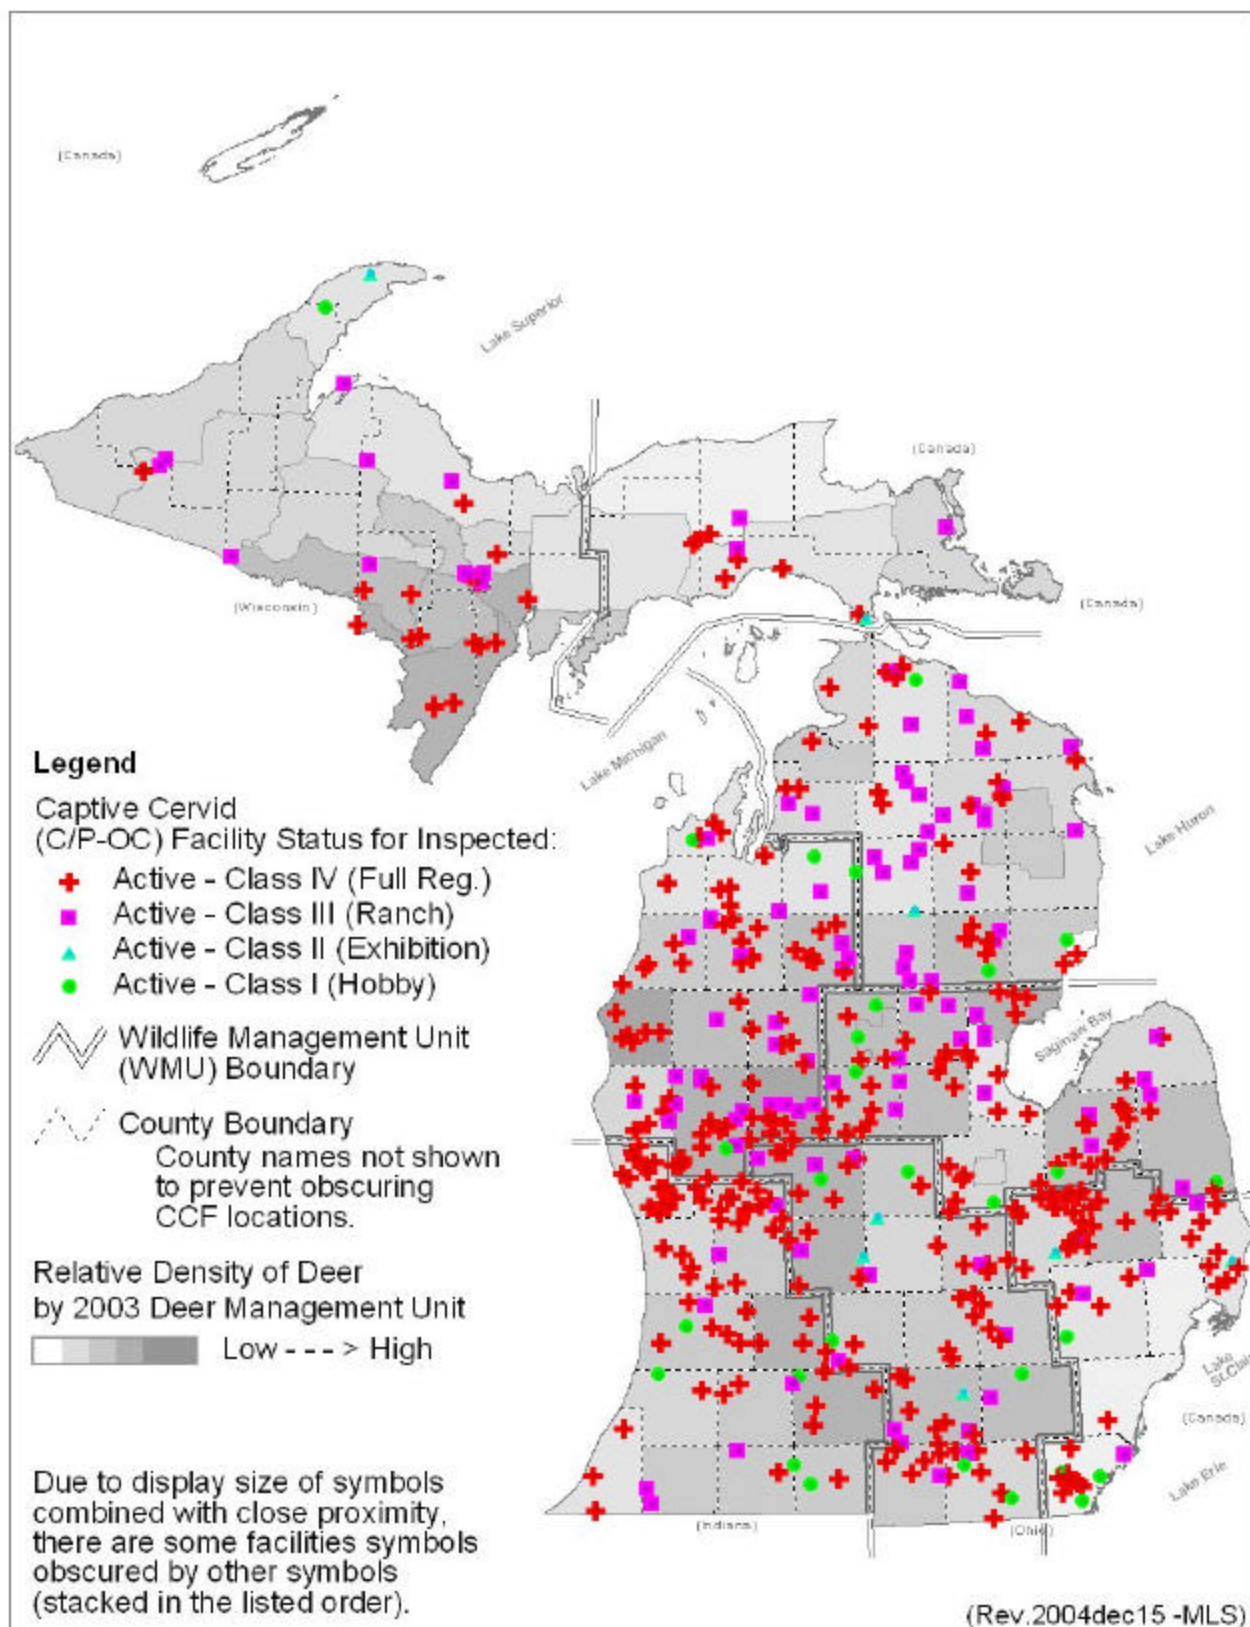 (Canada)
Lake Superior
(Canada)
(Wisconsin)
(Canada)
Lake Michigan
Lake Huron
Legend
Captive Cervid
(C/P-OC) Facility Status for Inspected:
Active - Class IV (Full Reg.)
Active - Class III (Ranch)
Active - Class II (Exhibition)
Active - Class I (Hobby)
Wildlife Management Unit
(WMU) Boundary
Saginaw Bay
County Boundary
County names not shown
to prevent obscuring
CCF locations.
Relative Density of Deer
by 2003 Deer Management Unit
Low - - - > High
Lake
St.Clair
(Canada)
Lake Erie
(Indiana)
(Ohio)
Due to display size of symbols
combined with close proximity,
there are some facilities symbols
obscured by other symbols
(stacked in the listed order).
(Rev.2004dec15 -MLS)